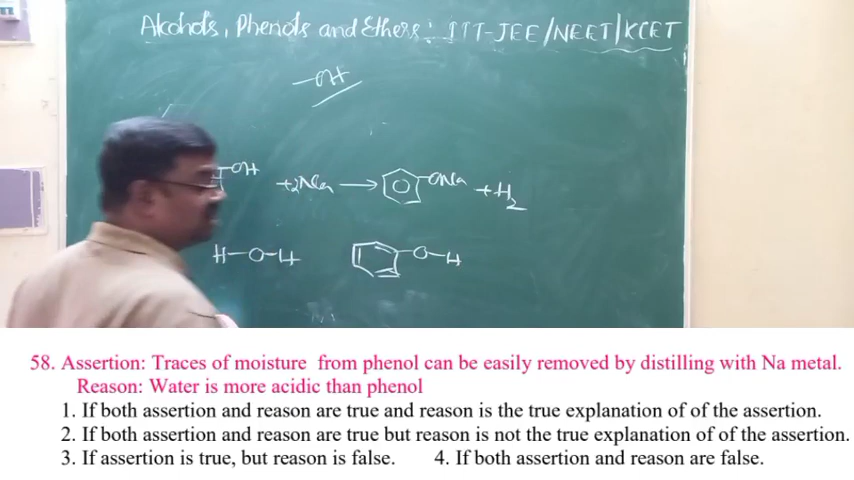 Alcohols, Phenols and Ethers: IIT-JEE/NEET/KCET
-OH
-OH +2Na → -ONa + H2
H-O-H -O-H
58. Assertion: Traces of moisture from phenol can be easily removed by distilling with Na metal.
Reason: Water is more acidic than phenol
1. If both assertion and reason are true and reason is the true explanation of of the assertion.
2. If both assertion and reason are true but reason is not the true explanation of of the assertion.
3. If assertion is true, but reason is false. 4. If both assertion and reason are false.